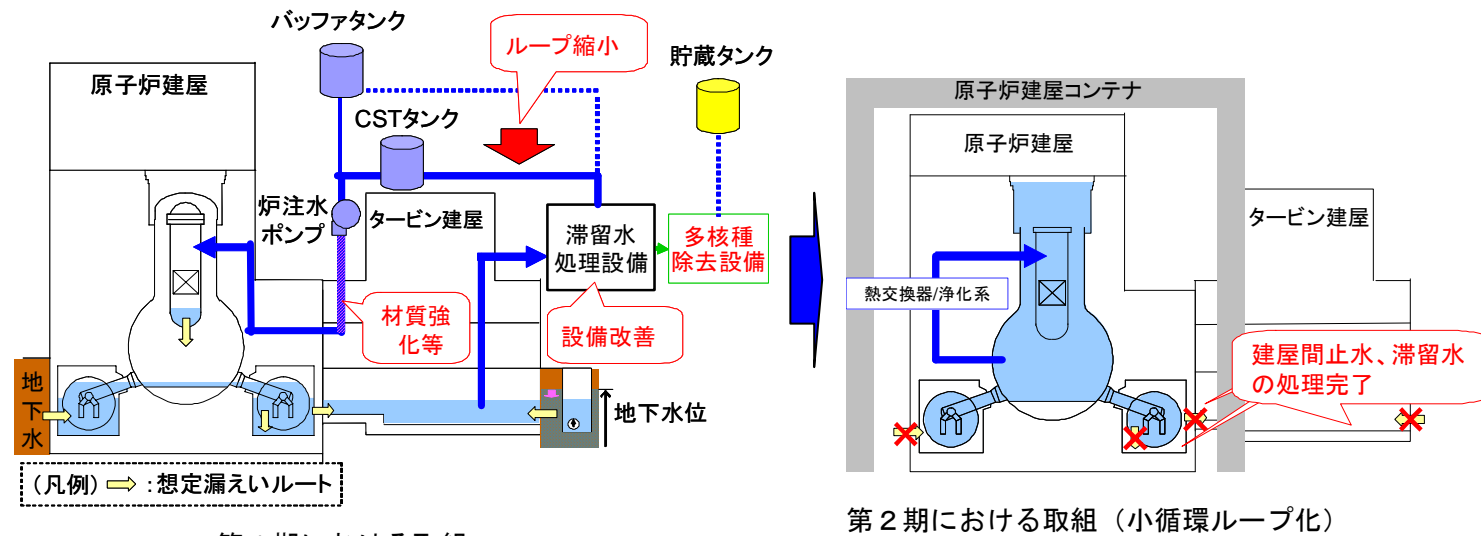 バッファタンク
ループ縮小
貯蔵タンク
原子炉建屋
CSTタンク
炉注水
ポンプ
タービン建屋
滞留水
処理設備
多核種
除去設備
材質強
化等
設備改善
地
下
水
地下水位
(凡例)
:想定漏えいルート
原子炉建屋コンテナ
原子炉建屋
タービン建屋
熱交換器/浄化系
建屋間止水、滞留水
の処理完了
第2期における取組(小循環ループ化)